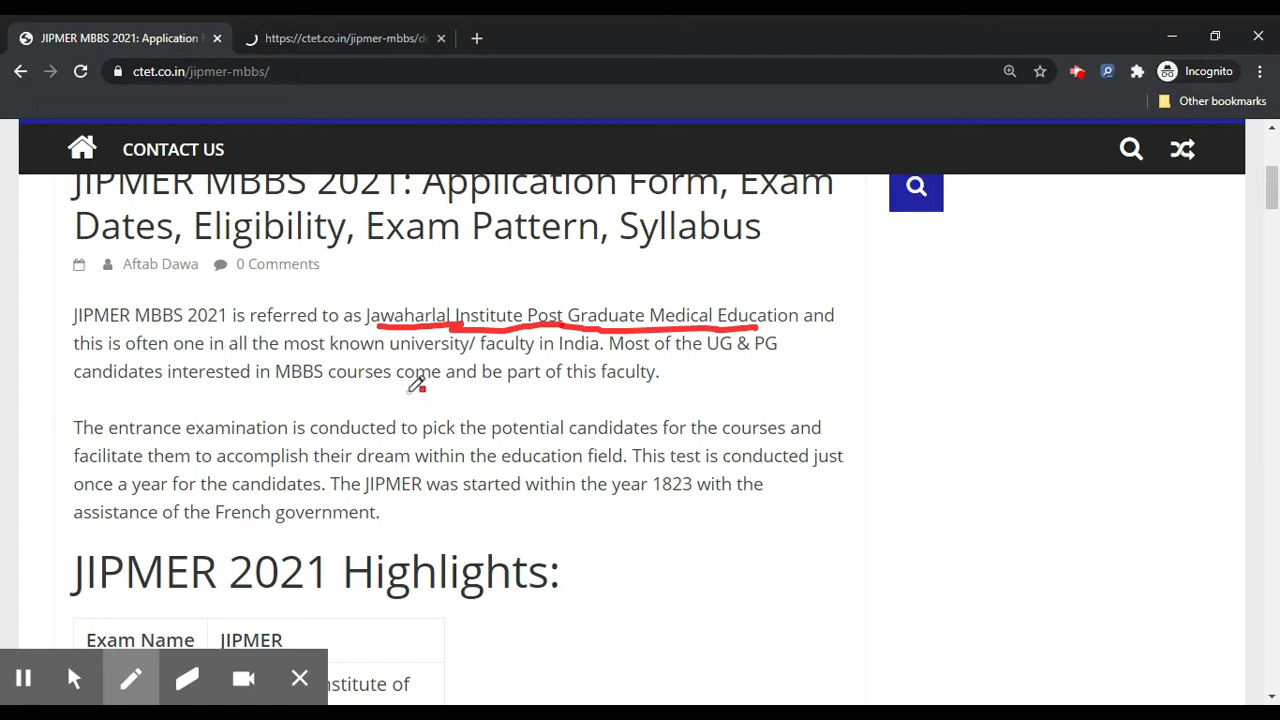 JIPMER MBBS 2021: Application
https://ctet.co.in/jipmer-mbbs/d
ctet.co.in/jipmer-mbbs/
Incognito
Other bookmarks
CONTACT US
JIPMER MBBS 2021: Application Form, Exam
Dates, Eligibility, Exam Pattern, Syllabus
Aftab Dawa 0 Comments
JIPMER MBBS 2021 is referred to as Jawaharlal Institute Post Graduate Medical Education and
this is often one in all the most known university/ faculty in India. Most of the UG & PG
candidates interested in MBBS courses come and be part of this faculty.
The entrance examination is conducted to pick the potential candidates for the courses and
facilitate them to accomplish their dream within the education field. This test is conducted just
once a year for the candidates. The JIPMER was started within the year 1823 with the
assistance of the French government.
JIPMER 2021 Highlights:
Exam Name JIPMER
nstitute of